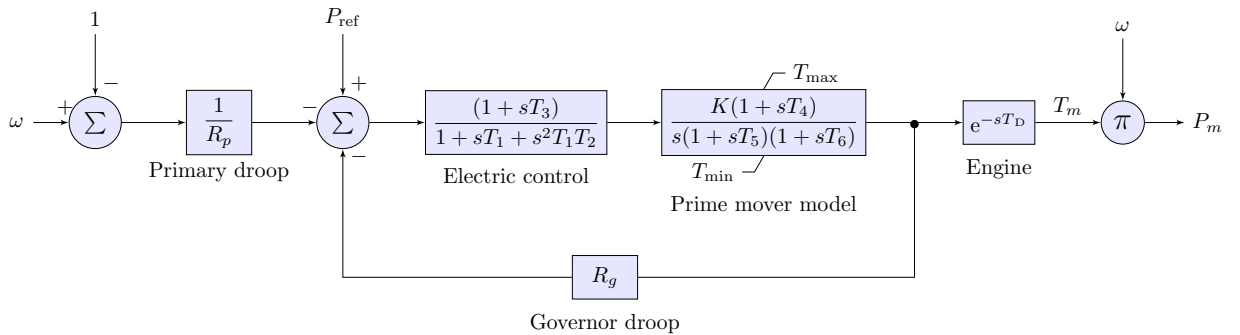 1
P_ref
ω
−
+
T_max
ω
+
∑
1
R_p
−
∑
(1 + sT_3)
1 + sT_1 + s^2T_1T_2
K(1 + sT_4)
s(1 + sT_5)(1 + sT_6)
e^{−sT_D}
T_m
π
P_m
−
T_min
Primary droop
Electric control
Prime mover model
Engine
R_g
Governor droop